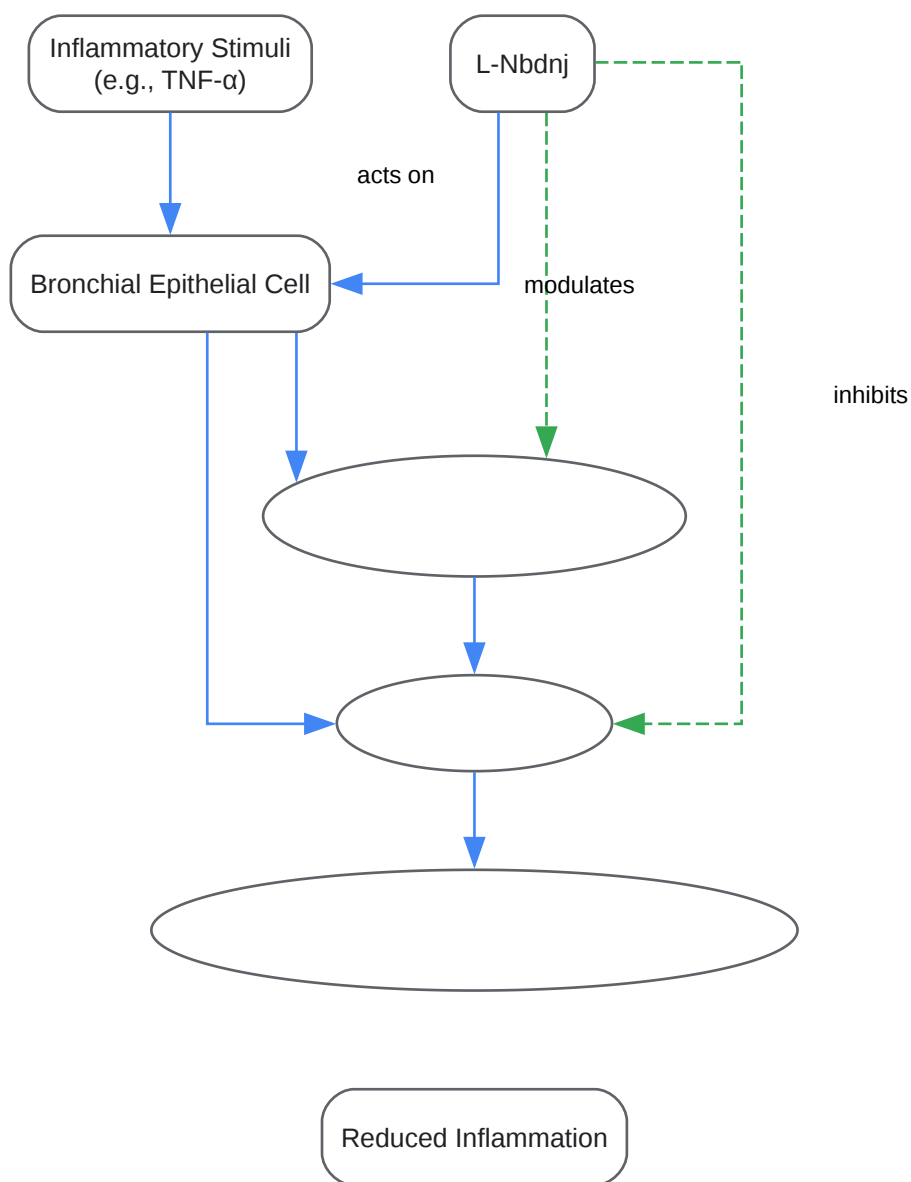 Inflammatory Stimuli
(e.g., TNF-α)
L-Nbdnj
acts on
Bronchial Epithelial Cell
modulates
inhibits
Reduced Inflammation